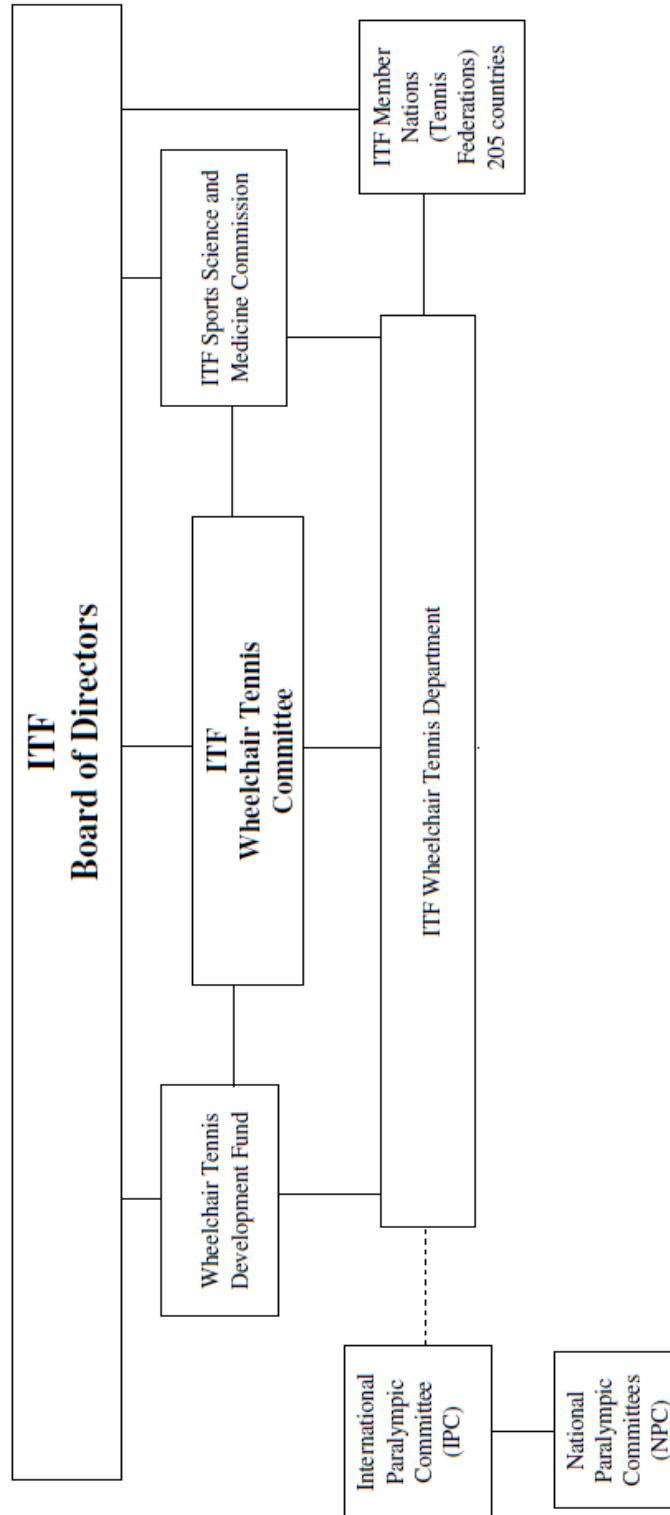 ITF
Board of Directors
Wheelchair Tennis
Development Fund
ITF
Wheelchair Tennis
Committee
ITF Sports Science and
Medicine Commission
ITF Member
Nations
(Tennis
Federations)
205 countries
ITF Wheelchair Tennis Department
International
Paralympic
Committee
(IPC)
National
Paralympic
Committees
(NPC)